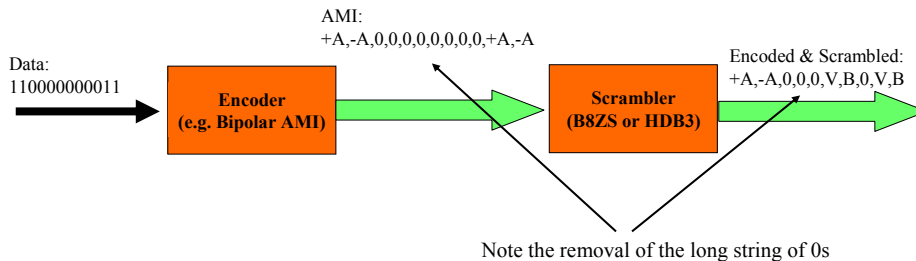 AMI:
+A,-A,0,0,0,0,0,0,0,0,0,+A,-A
Encoded & Scrambled:
+A,-A,0,0,0,V,B,0,V,B
Data:
110000000011
Encoder
(e.g. Bipolar AMI)
Scrambler
(B8ZS or HDB3)
Note the removal of the long string of 0s